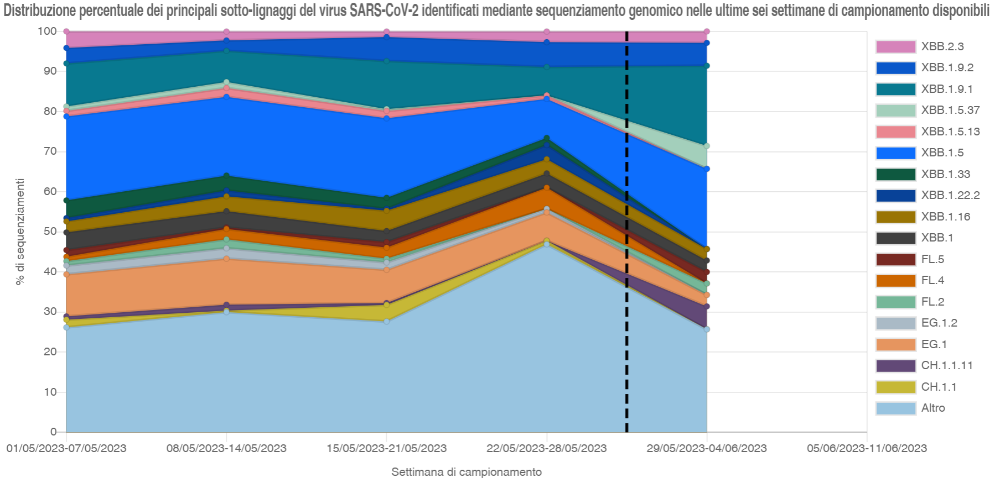 Distribuzione percentuale dei principali sotto-lignaggi del virus SARS-CoV-2 identificati mediante sequenziamento genomico nelle ultime sei settimane di campionamento disponibili
100
90
80
70
60
50
40
30
20
10
0
% di sequenziamenti
01/05/2023-07/05/2023
08/05/2023-14/05/2023
15/05/2023-21/05/2023
22/05/2023-28/05/2023
29/05/2023-04/06/2023
05/06/2023-11/06/2023
Settimana di campionamento
XBB.2.3
XBB.1.9.2
XBB.1.9.1
XBB.1.5.37
XBB.1.5.13
XBB.1.5
XBB.1.33
XBB.1.22.2
XBB.1.16
XBB.1
FL.5
FL.4
FL.2
EG.1.2
EG.1
CH.1.1.11
CH.1.1
Altro